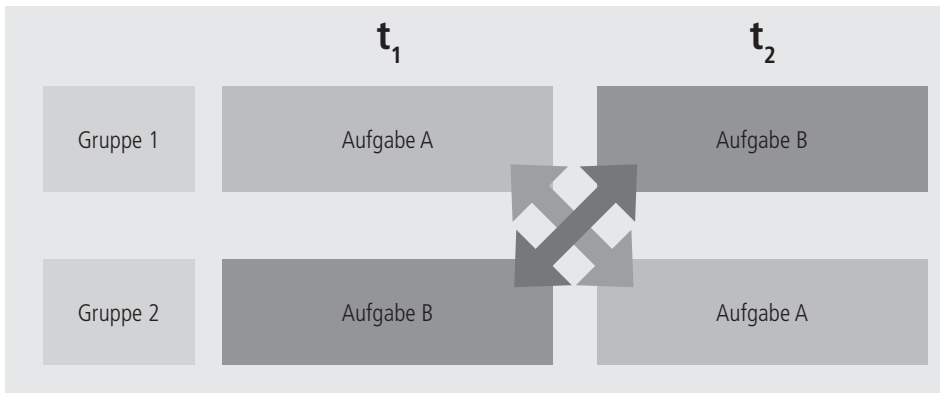 t₁ t₂
Gruppe 1 Aufgabe A Aufgabe B
Gruppe 2 Aufgabe B Aufgabe A